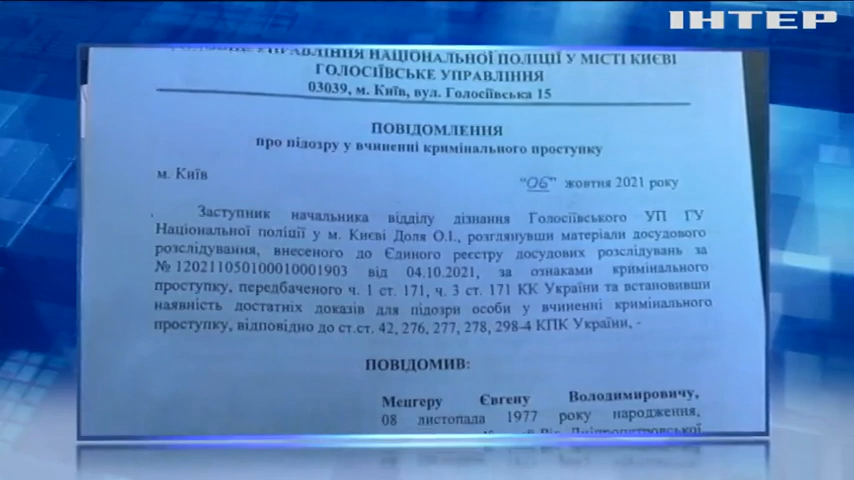 ІНТЕР
УПРАВЛІННЯ НАЦІОНАЛЬНОЇ ПОЛІЦІЇ У МІСТІ КИЄВІ
ГОЛОСІЇВСЬКЕ УПРАВЛІННЯ
03039, м. Київ, вул. Голосіївська 15
ПОВІДОМЛЕННЯ
про підозру у вчиненні кримінального проступку
м. Київ
"06" жовтня 2021 року
Заступник начальника відділу дізнання Голосіївського УП ГУ
Національної поліції у м. Києві Доля О.І., розглянувши матеріали досудового
розслідування, внесеного до Єдиного реєстру досудових розслідувань за
№ 12021105010001000 1903 від 04.10.2021, за ознаками кримінального
проступку, передбаченого ч. 1 ст. 171, ч. 3 ст. 171 КК України та встановивши
наявність достатніх доказів для підозри особи у вчиненні кримінального
проступку, відповідно до ст.ст. 42, 276, 277, 278, 298-4 КПК України, -
ПОВІДОМИВ:
Менгеру Євгену Володимировичу,
08 листопада 1977 року народження,
Дніпропетровської